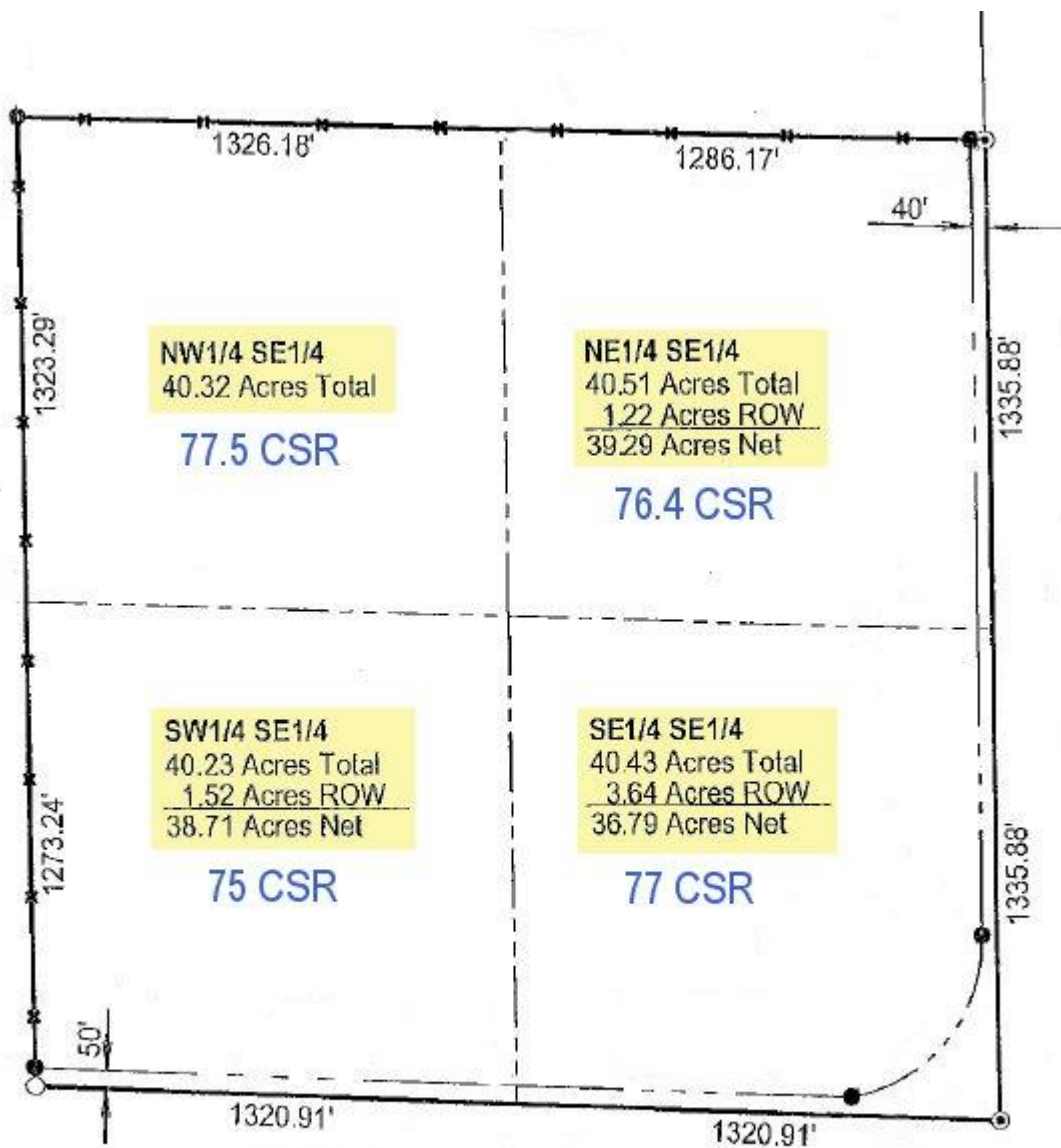 1326.18'
1286.17'
40'
1323.29'
1335.88'
NW1/4 SE1/4
40.32 Acres Total
77.5 CSR
NE1/4 SE1/4
40.51 Acres Total
1.22 Acres ROW
39.29 Acres Net
76.4 CSR
SW1/4 SE1/4
40.23 Acres Total
1.52 Acres ROW
38.71 Acres Net
75 CSR
SE1/4 SE1/4
40.43 Acres Total
3.64 Acres ROW
36.79 Acres Net
77 CSR
1273.24'
1335.88'
50'
1320.91'
1320.91'